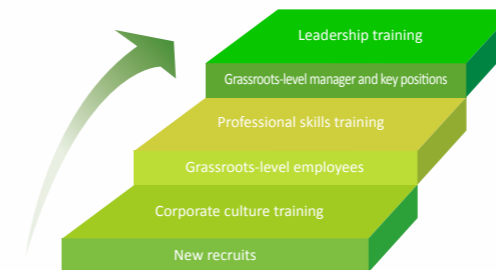 Leadership training
Grassroots-level manager and key positions
Professional skills training
Grassroots-level employees
Corporate culture training
New recruits